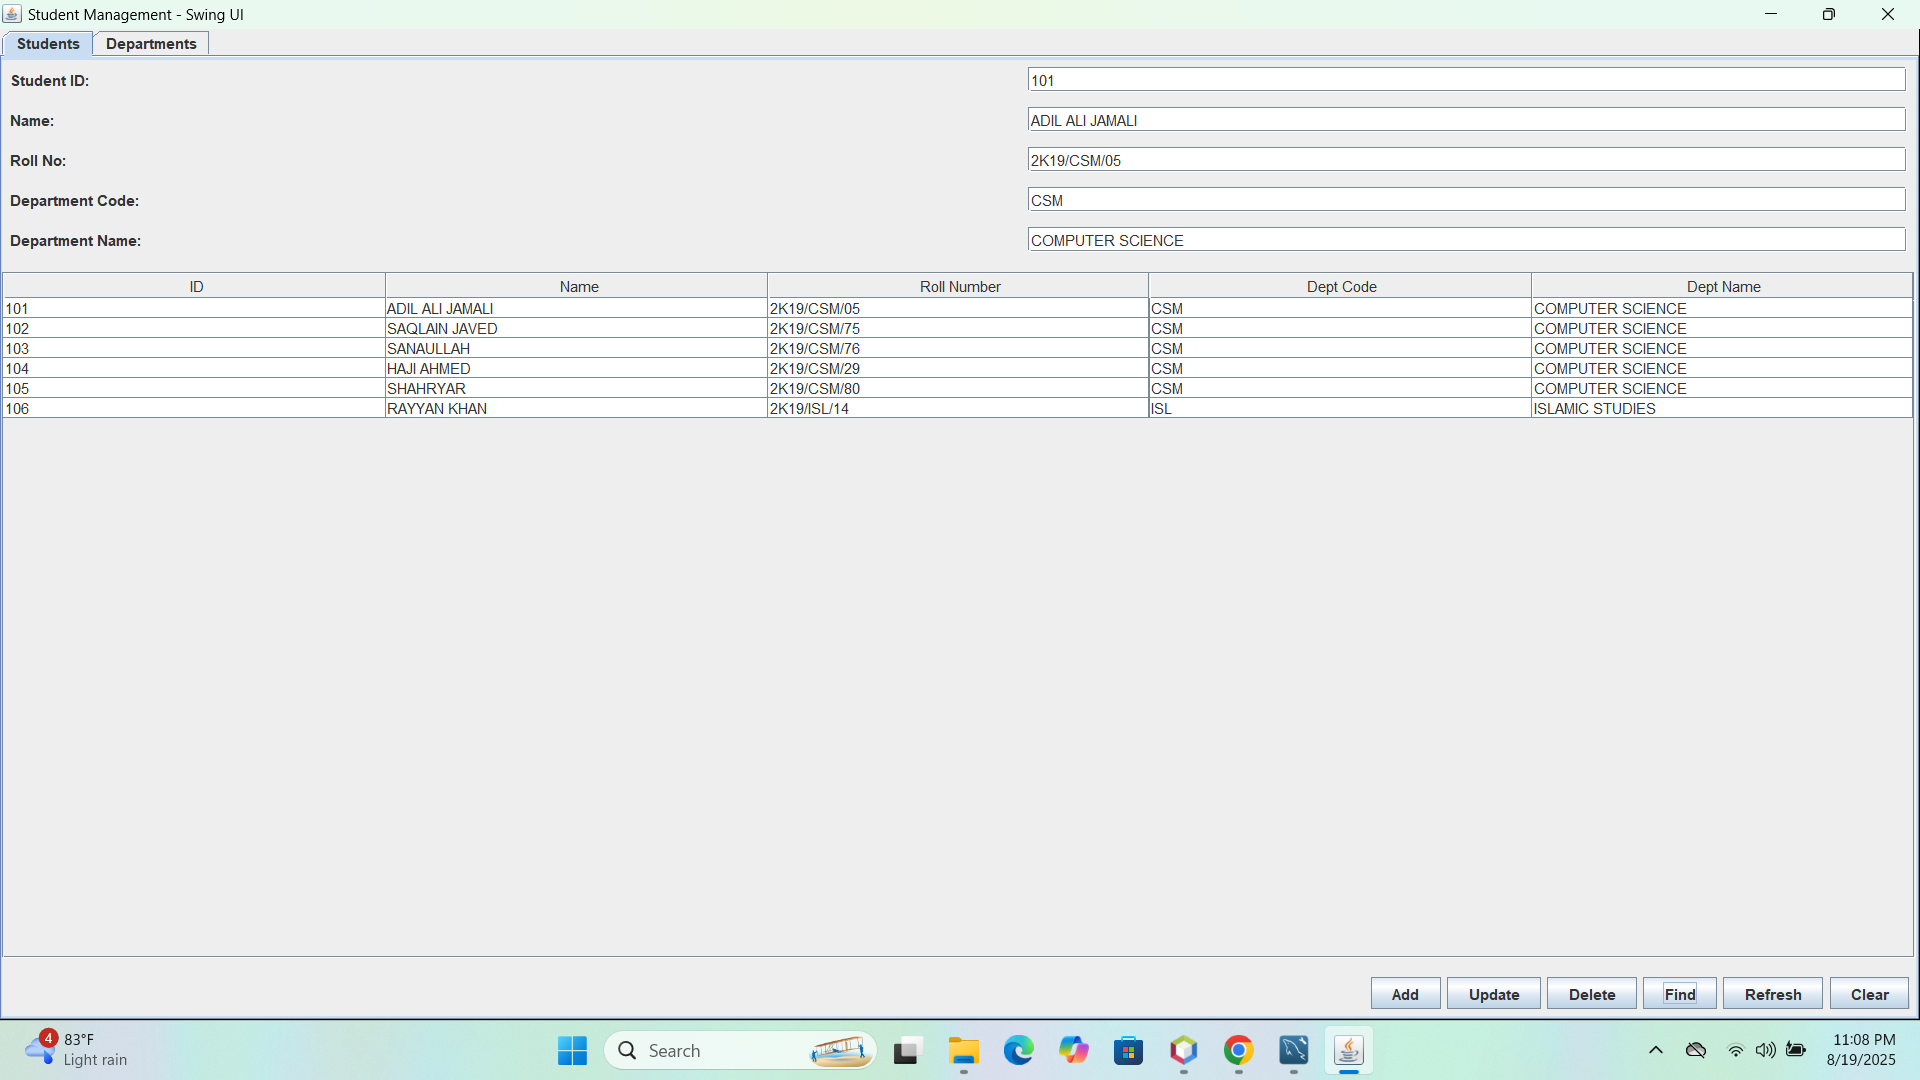 Student Management - Swing UI
Students Departments
Student ID: 101
Name: ADIL ALI JAMALI
Roll No: 2K19/CSM/05
Department Code: CSM
Department Name: COMPUTER SCIENCE
ID Name Roll Number Dept Code Dept Name
101 ADIL ALI JAMALI 2K19/CSM/05 CSM COMPUTER SCIENCE
102 SAQLAIN JAVED 2K19/CSM/75 CSM COMPUTER SCIENCE
103 SANAULLAH 2K19/CSM/76 CSM COMPUTER SCIENCE
104 HAJI AHMED 2K19/CSM/29 CSM COMPUTER SCIENCE
105 SHAHRYAR 2K19/CSM/80 CSM COMPUTER SCIENCE
106 RAYYAN KHAN 2K19/ISL/14 ISL ISLAMIC STUDIES
Add Update Delete Find Refresh Clear
4 83°F
Light rain
Search
11:08 PM
8/19/2025